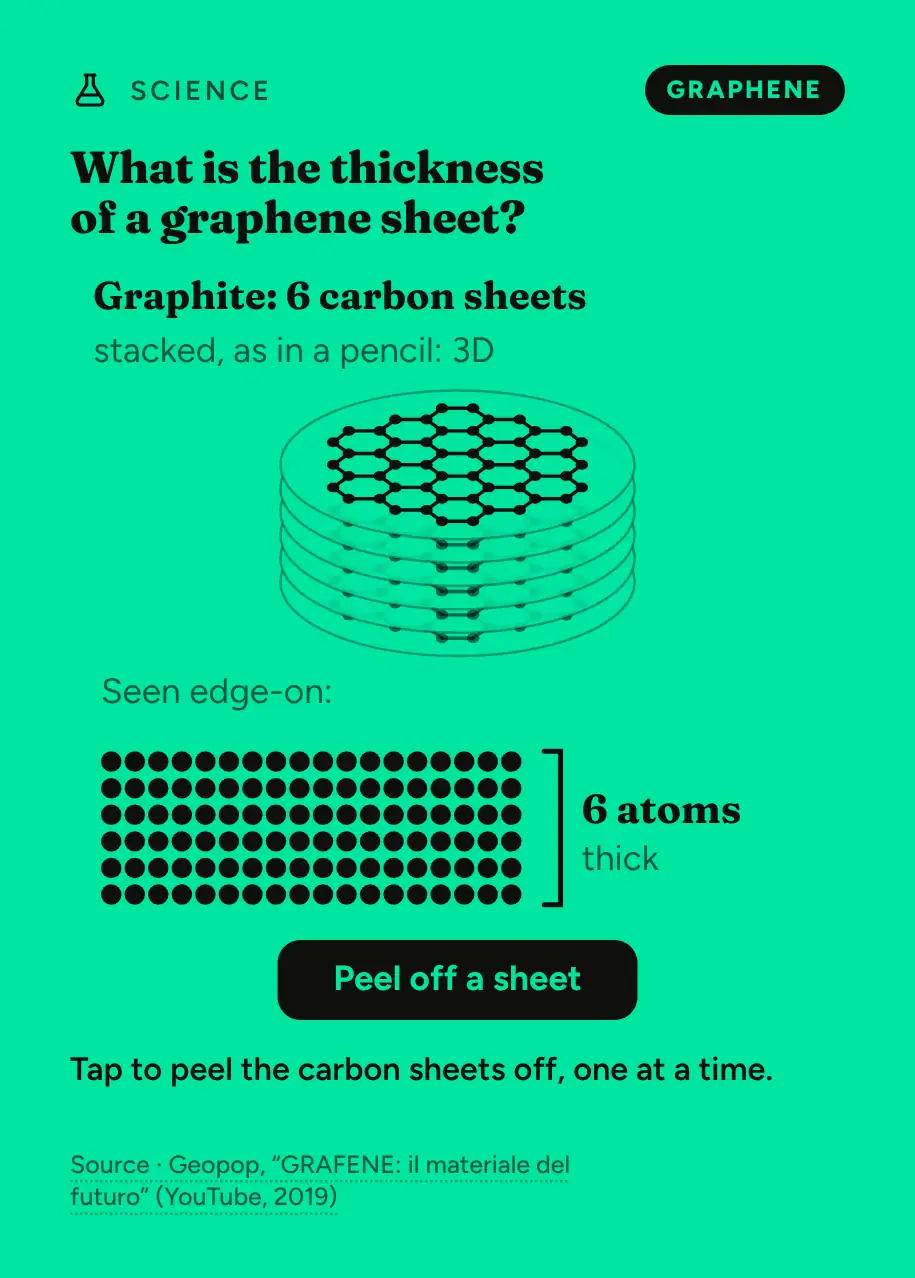 SCIENCE
GRAPHENE
What is the thickness
of a graphene sheet?
Graphite: 6 carbon sheets
stacked, as in a pencil: 3D
Seen edge-on:
6 atoms
thick
Peel off a sheet
Tap to peel the carbon sheets off, one at a time.
Source · Geopop, “GRAFENE: il materiale del
futuro” (YouTube, 2019)